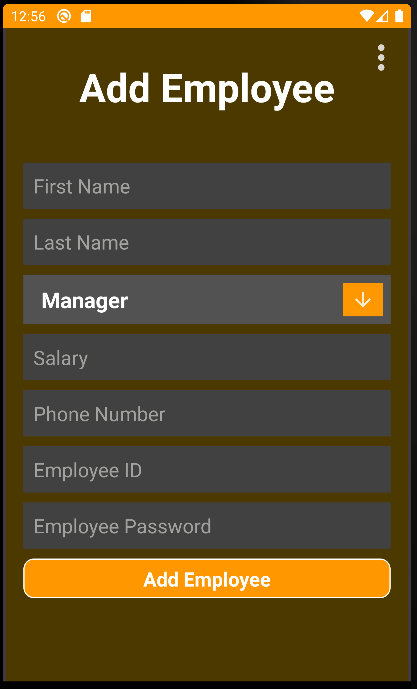 12:56
Add Employee
First Name
Last Name
Manager
Salary
Phone Number
Employee ID
Employee Password
Add Employee